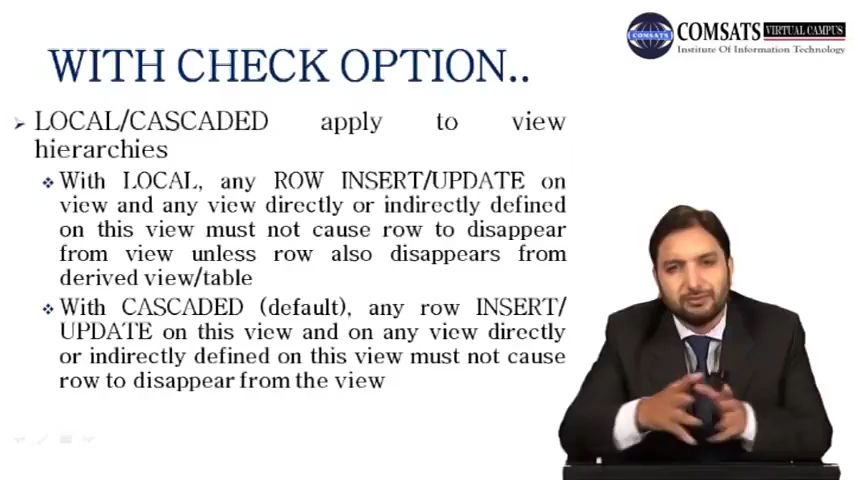 COMSATS VIRTUAL CAMPUS
COMSATS
Institute Of Information Technology
WITH CHECK OPTION..
LOCAL/CASCADED apply to view
hierarchies
With LOCAL, any ROW INSERT/UPDATE on
view and any view directly or indirectly defined
on this view must not cause row to disappear
from view unless row also disappears from
derived view/table
With CASCADED (default), any row INSERT/
UPDATE on this view and on any view directly
or indirectly defined on this view must not cause
row to disappear from the view